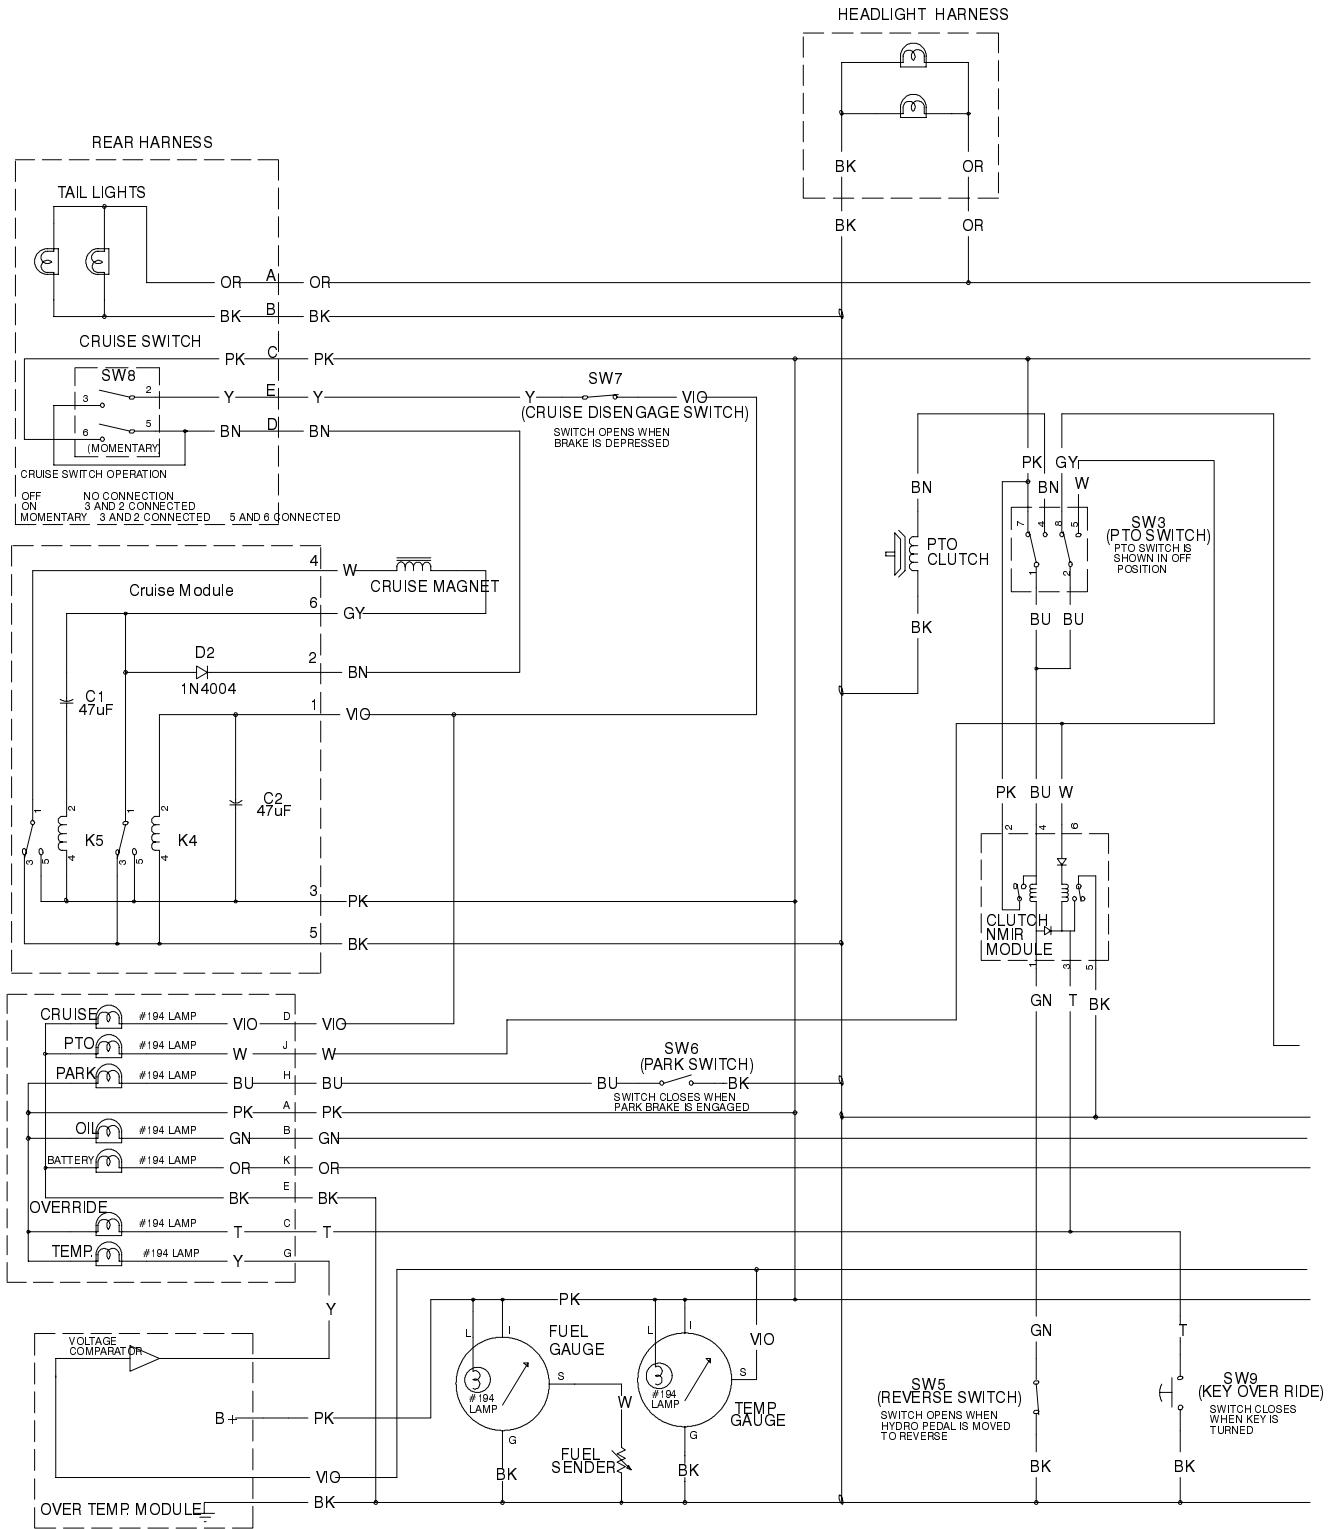 HEADLIGHT HARNESS
BK OR
BK OR
REAR HARNESS
TAIL LIGHTS
OR A OR
BK B BK
CRUISE SWITCH
PK C PK
SW8
2 3 Y E Y
5 6 BN D BN
(MOMENTARY)
Y SW7 VIO
(CRUISE DISENGAGE SWITCH)
SWITCH OPENS WHEN
BRAKE IS DEPRESSED
CRUISE SWITCH OPERATION
OFF NO CONNECTION
ON 3 AND 2 CONNECTED
MOMENTARY 3 AND 2 CONNECTED 5 AND 6 CONNECTED
PK GY
BN BN W
7 4 8 5
SW3
(PTO SWITCH)
PTO SWITCH IS
SHOWN IN OFF
POSITION
1 2
PTO
CLUTCH
BK BU BU
4 W
CRUISE MAGNET
Cruise Module
6 GY
D2
1N4004
2 BN
C1
47uF
1 VIO
C2
47uF
1 2 K5 3 5 4
1 2 K4 3 5 4
3 PK
5 BK
PK BU W
2 4 6
CLUTCH
NMIR
MODULE
1 3 5
GN T BK
CRUISE #194 LAMP VIO D VIO
PTO #194 LAMP W J W
PARK #194 LAMP BU H BU
SW6
(PARK SWITCH)
BU BK
SWITCH CLOSES WHEN
PARK BRAKE IS ENGAGED
PK A PK
OIL #194 LAMP GN B GN
BATTERY #194 LAMP OR K OR
BK E BK
OVERRIDE #194 LAMP T C T
TEMP. #194 LAMP Y G
Y
PK
L I
FUEL
GAUGE
#194
LAMP
S
W
G
BK
FUEL
SENDER
L I
#194
LAMP
S
VIO
TEMP
GAUGE
G
BK
VOLTAGE
COMPARATOR
B+ PK
VIO
BK
OVER TEMP. MODULE
GN T
SW5
(REVERSE SWITCH)
SWITCH OPENS WHEN
HYDRO PEDAL IS MOVED
TO REVERSE
BK
SW9
(KEY OVER RIDE)
SWITCH CLOSES
WHEN KEY IS
TURNED
BK